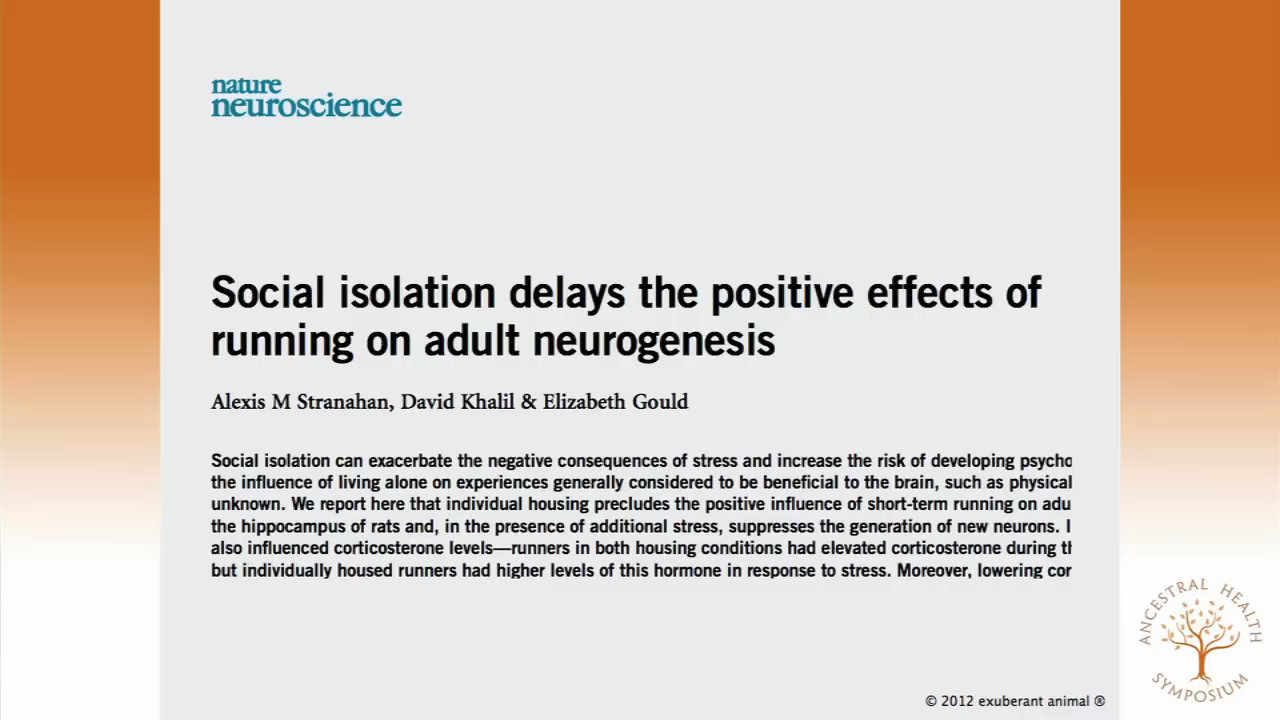 nature
neuroscience
Social isolation delays the positive effects of
running on adult neurogenesis
Alexis M Stranahan, David Khalil & Elizabeth Gould
Social isolation can exacerbate the negative consequences of stress and increase the risk of developing psycho
the influence of living alone on experiences generally considered to be beneficial to the brain, such as physical
unknown. We report here that individual housing precludes the positive influence of short-term running on adu
the hippocampus of rats and, in the presence of additional stress, suppresses the generation of new neurons. I
also influenced corticosterone levels—runners in both housing conditions had elevated corticosterone during th
but individually housed runners had higher levels of this hormone in response to stress. Moreover, lowering cor
ANCESTRAL HEALTH
SYMPOSIUM
© 2012 exuberant animal ®